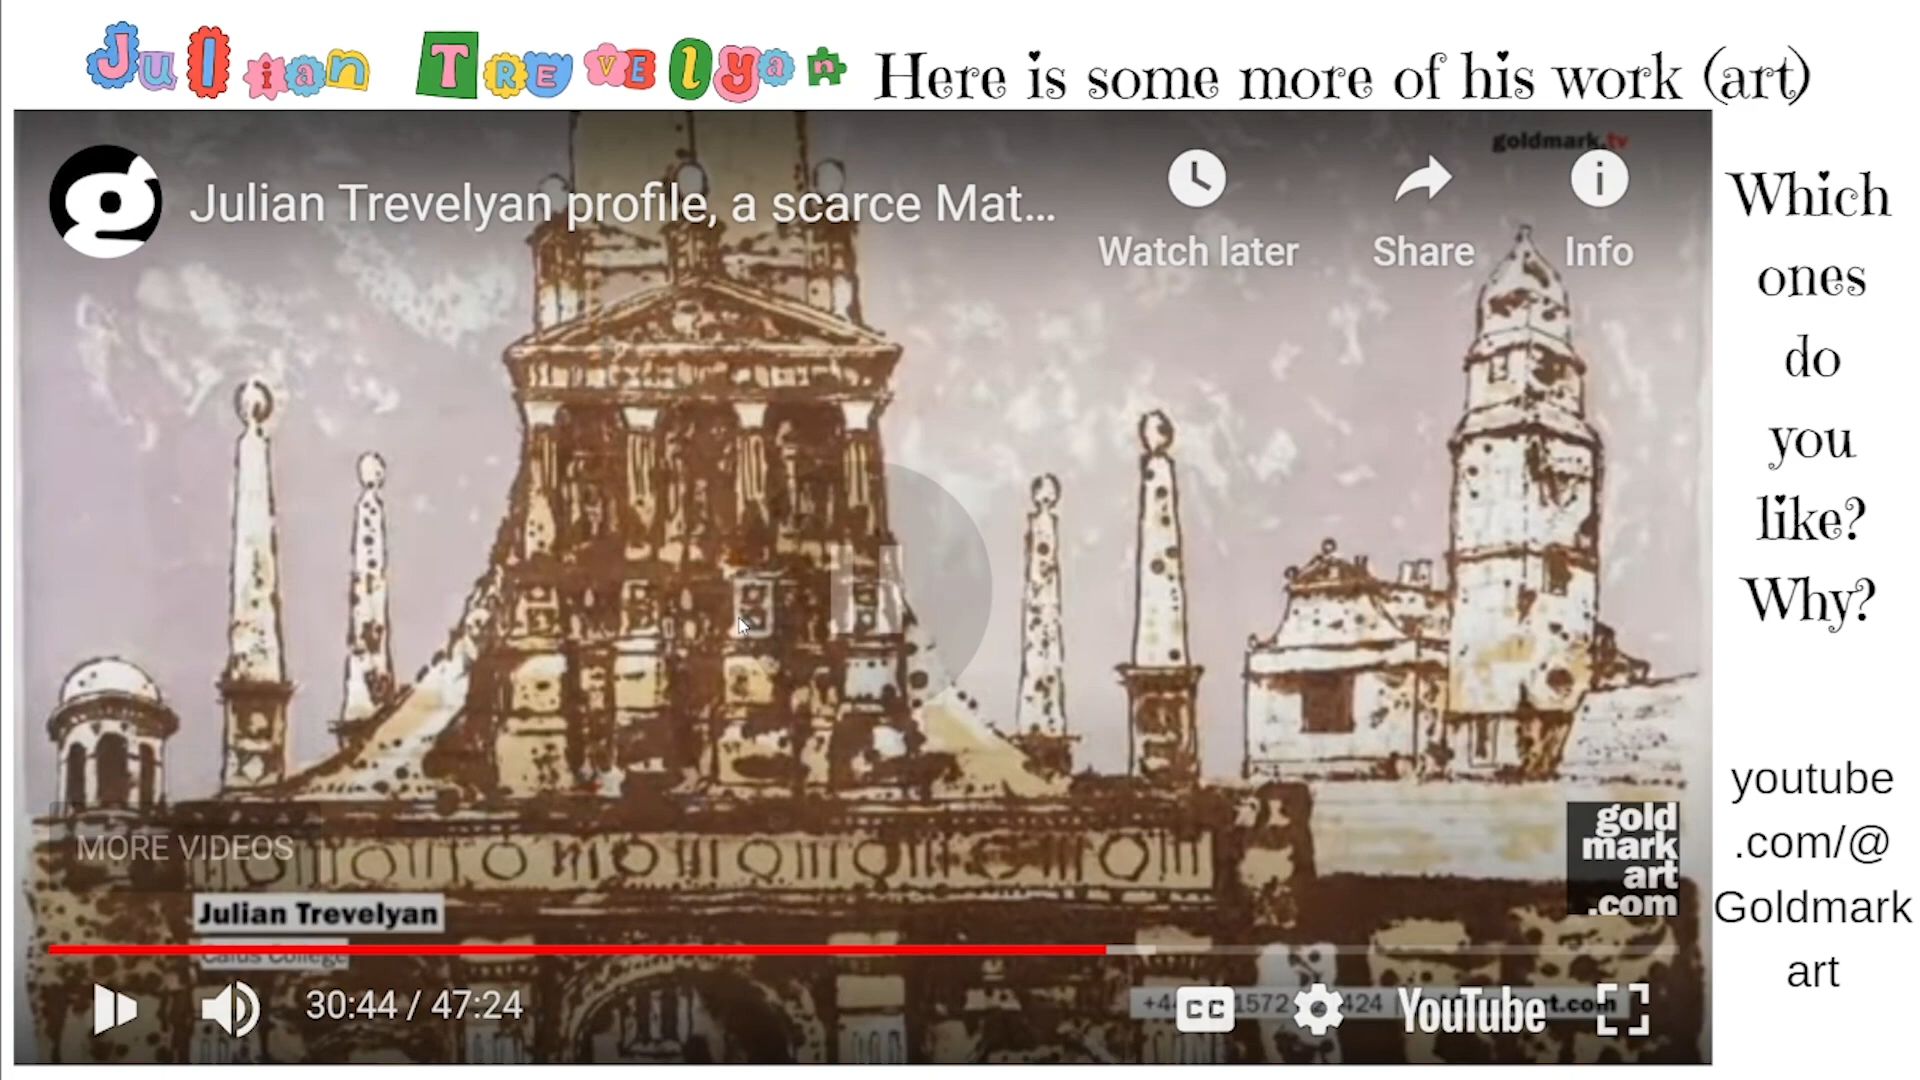 Julian Trevelyan Here is some more of his work (art)
goldmark.tv
Julian Trevelyan profile, a scarce Mat...
Watch later
Share
Info
Which
ones
do
you
like?
Why?
MORE VIDEOS
gold
mark
art
.com
Julian Trevelyan
Caius College
30:44 / 47:24
CC
YouTube
youtube
.com/@
Goldmark
art